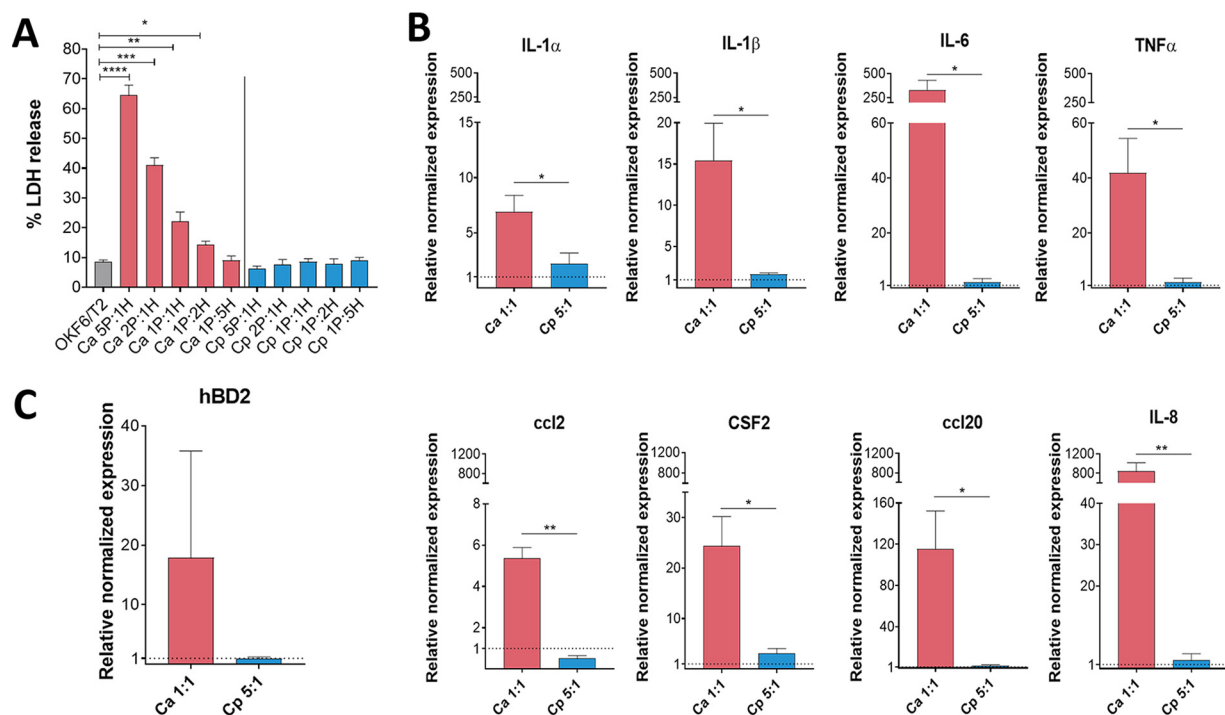 A
% LDH release
80
70
60
50
40
30
20
10
0
*
**
***
****
OKF6/T2
Ca 5P:1H
Ca 2P:1H
Ca 1P:1H
Ca 1P:2H
Ca 1P:5H
Cp 5P:1H
Cp 2P:1H
Cp 1P:1H
Cp 1P:2H
Cp 1P:5H
B
IL-1α
Relative normalized expression
500
250
15
10
5
1
*
Ca 1:1
Cp 5:1
IL-1β
Relative normalized expression
500
250
20
15
10
5
1
*
Ca 1:1
Cp 5:1
IL-6
Relative normalized expression
500
250
60
40
20
1
*
Ca 1:1
Cp 5:1
TNFα
Relative normalized expression
500
250
60
40
20
1
*
Ca 1:1
Cp 5:1
C
hBD2
Relative normalized expression
40
30
20
10
1
Ca 1:1
Cp 5:1
ccl2
Relative normalized expression
1200
800
8
6
4
2
1
**
Ca 1:1
Cp 5:1
CSF2
Relative normalized expression
1200
800
30
20
10
1
*
Ca 1:1
Cp 5:1
ccl20
Relative normalized expression
1200
800
160
120
80
40
1
*
Ca 1:1
Cp 5:1
IL-8
Relative normalized expression
1200
800
40
30
20
1
**
Ca 1:1
Cp 5:1